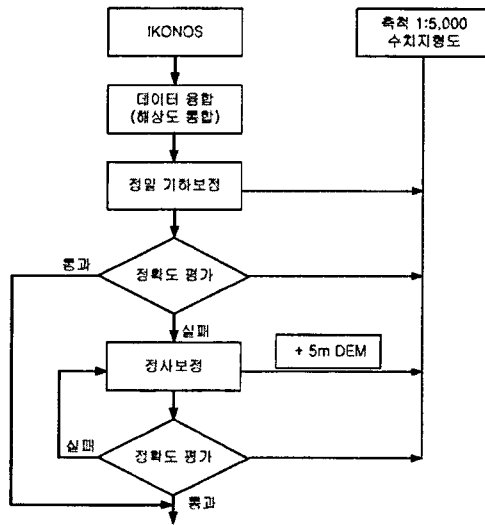 IKONOS
축척 1:5,000
수치지형도
데이터 융합
(해상도 통합)
정밀 기하보정
통과
정확도 평가
실패
+ 5m DEM
정사보정
실패
정확도 평가
통과